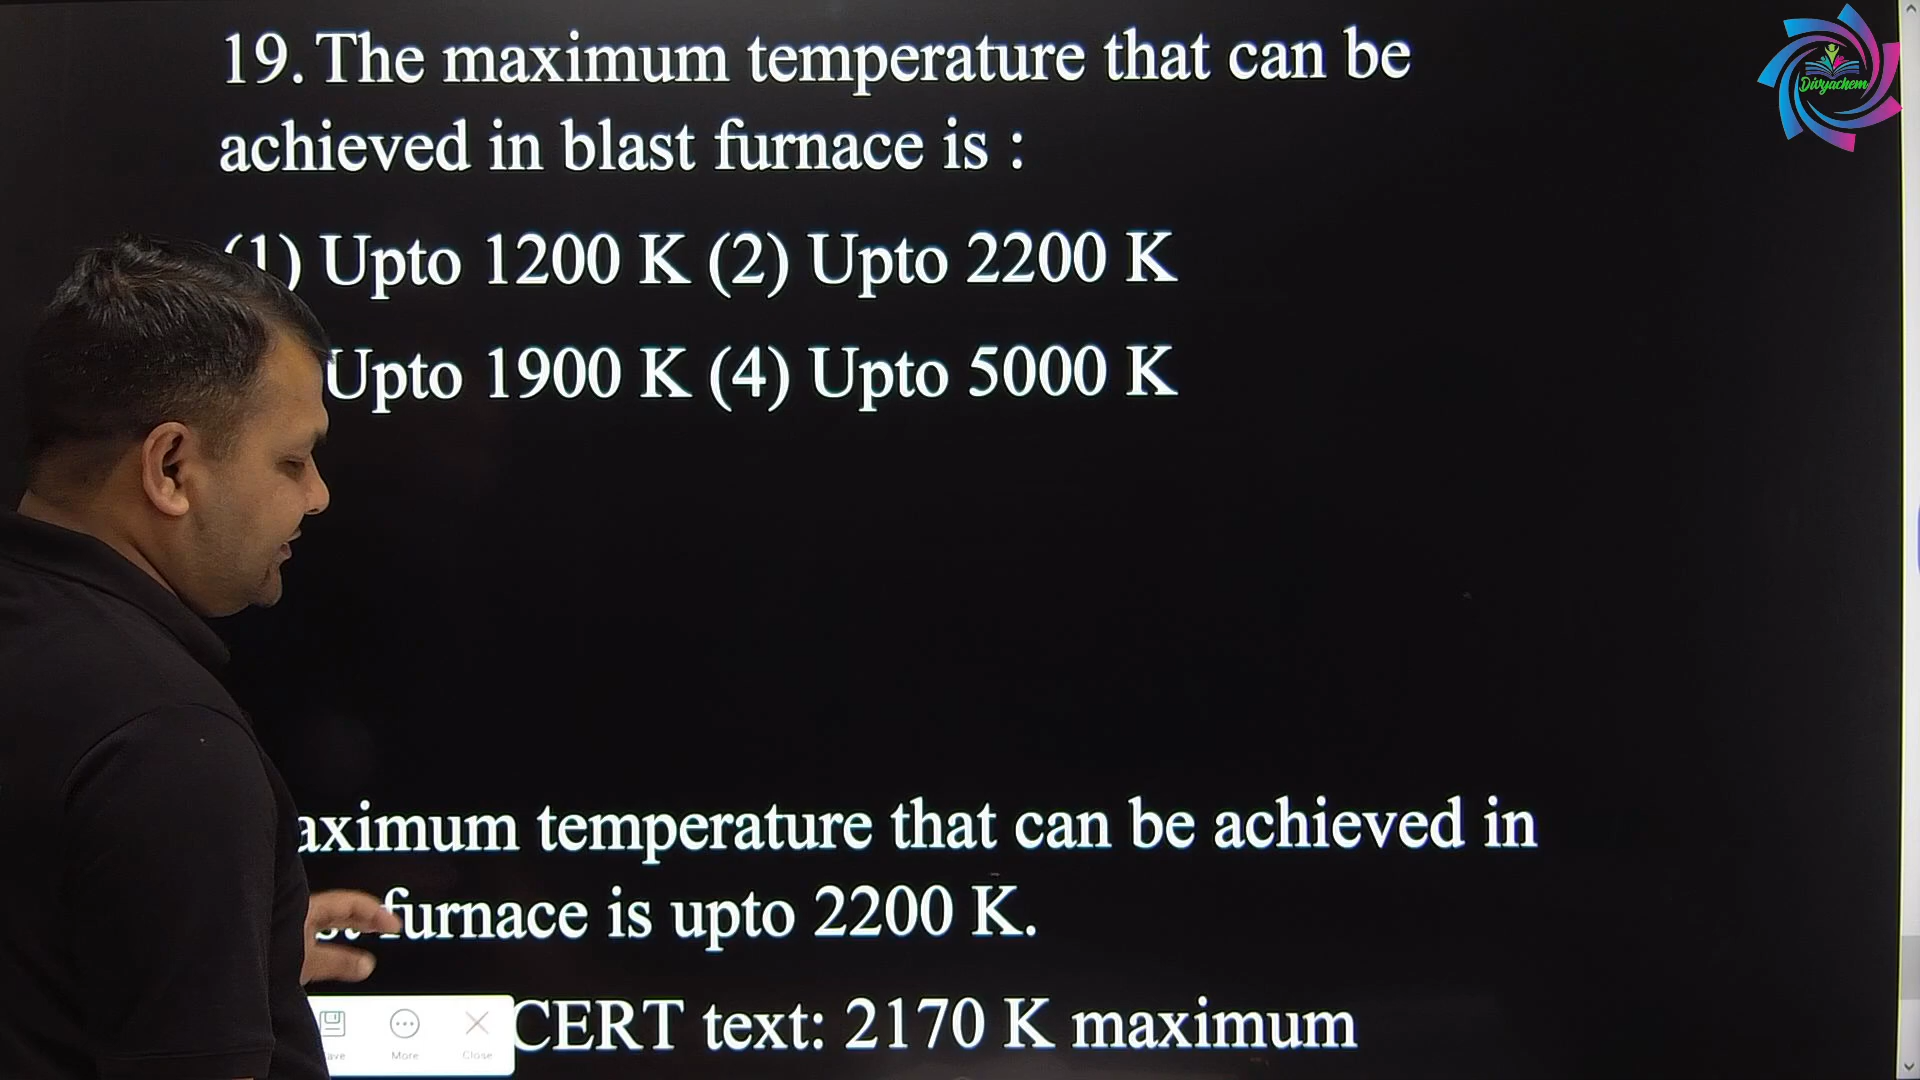 19. The maximum temperature that can be
achieved in blast furnace is :
(1) Upto 1200 K (2) Upto 2200 K
Upto 1900 K (4) Upto 5000 K
aximum temperature that can be achieved in
st furnace is upto 2200 K.
CERT text: 2170 K maximum
ave More Close
Divyachem